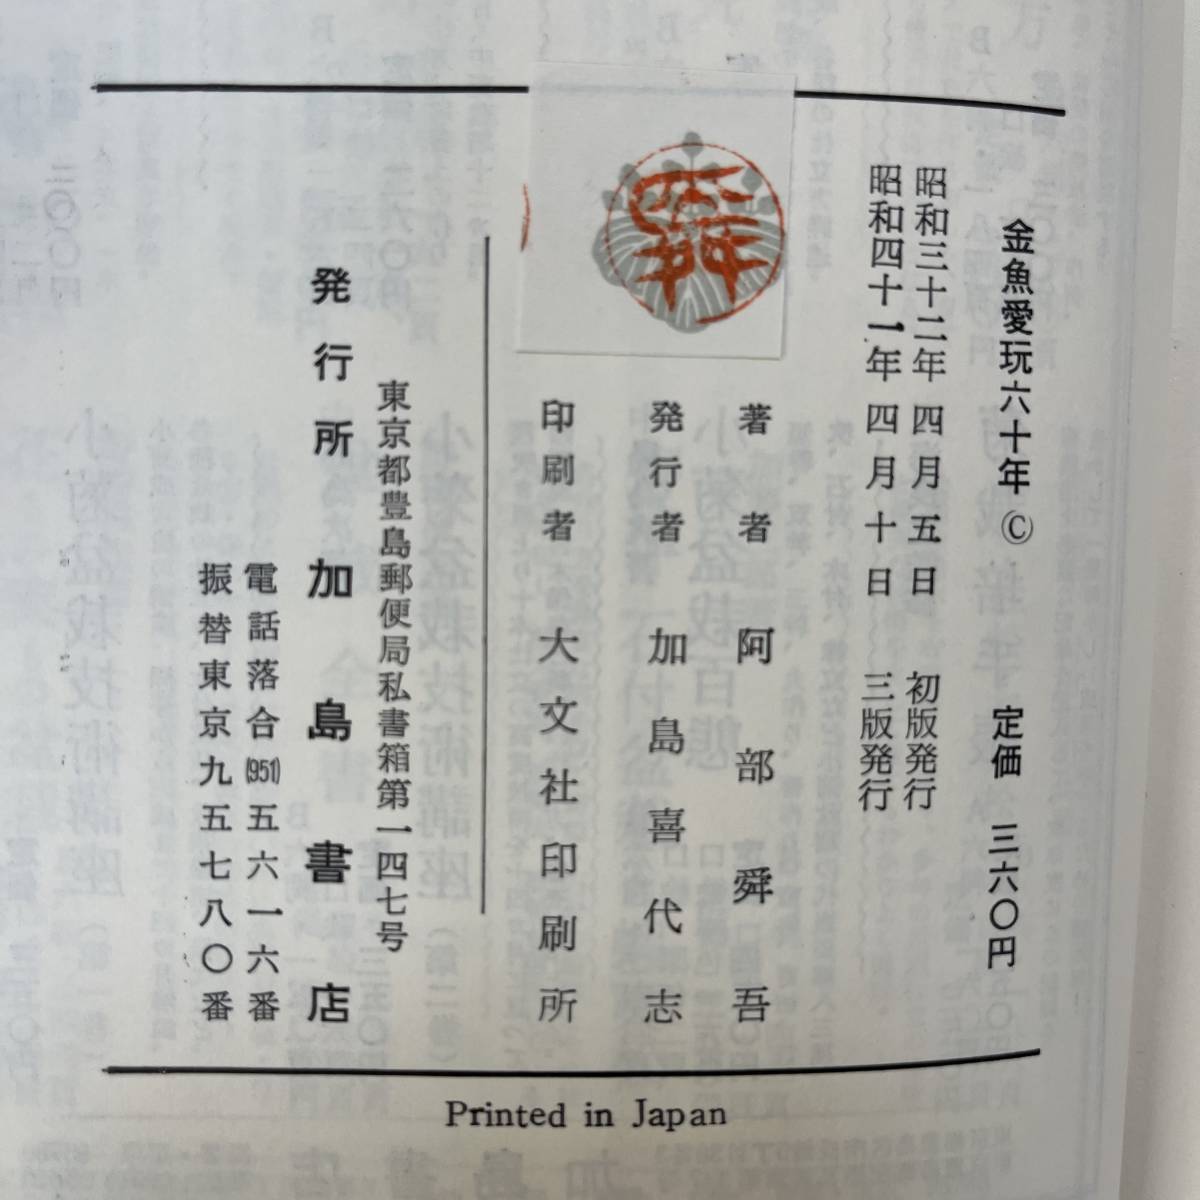 金魚愛玩六十年 Ⓒ 定価 三六〇円
昭和三十二年四月五日 初版発行
昭和四十一年四月十日 三版発行
著者 阿部舜吾
発行者 加島喜代志
印刷者 大文社印刷所
東京都豊島郵便局私書箱第一四七号
発行所 加島書店
電話落合(951)五六一六番
振替東京九五七八〇番
Printed in Japan